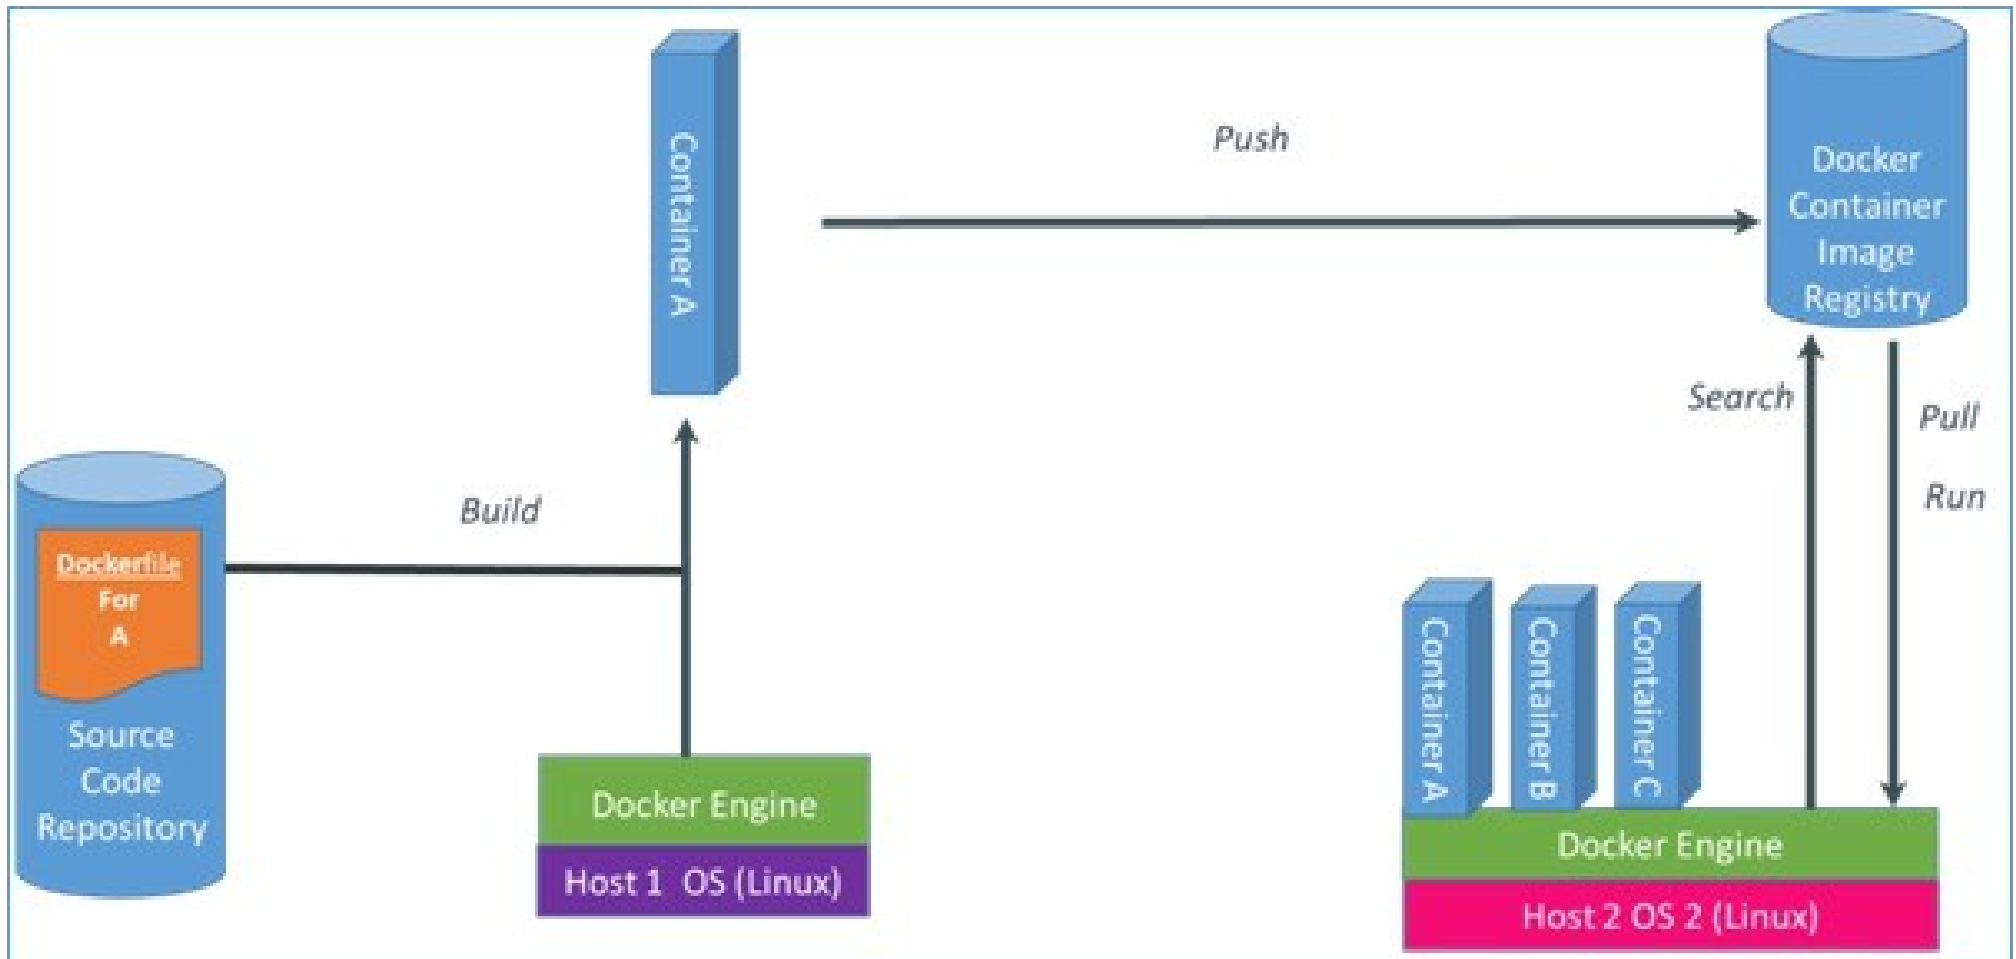 Container A
Push
Docker
Container
Image
Registry
Search
Pull
Run
Build
Dockerfile
For
A
Source
Code
Repository
Docker Engine
Host 1 OS (Linux)
Container A
Container B
Container C
Docker Engine
Host 2 OS 2 (Linux)